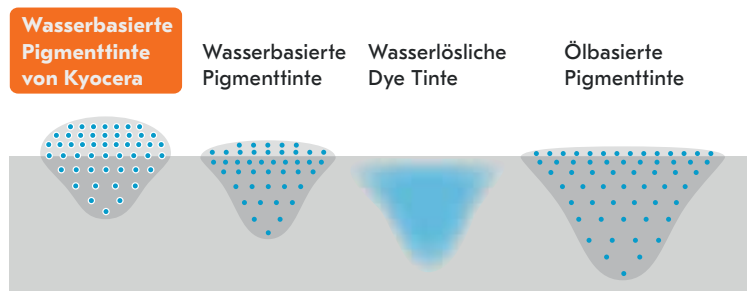 Wasserbasierte
Pigmenttinte
von Kyocera
Wasserbasierte
Pigmenttinte
Wasserlösliche
Dye Tinte
Ölbasierte
Pigmenttinte